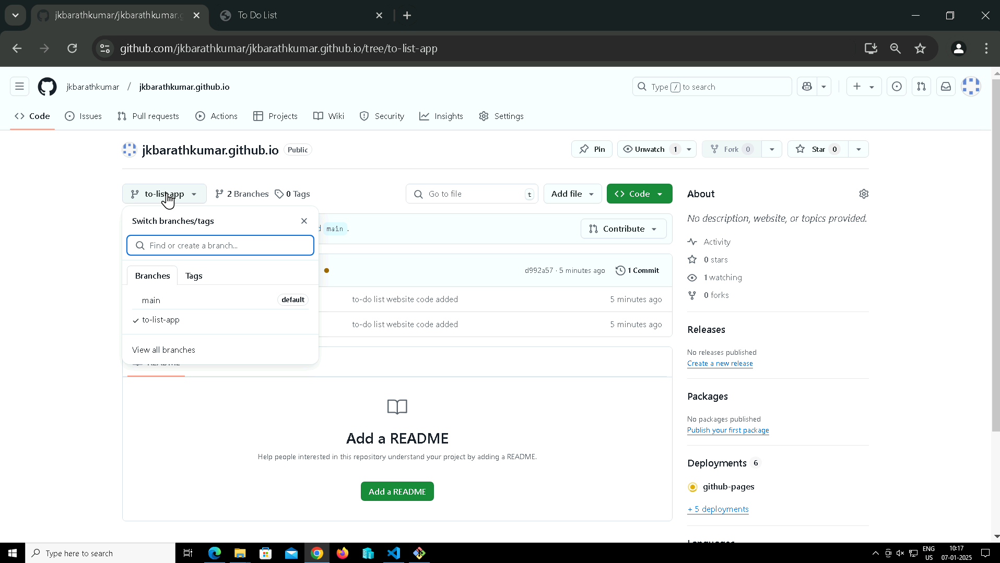 jkbarathkumar/jkbarathkumar.g
To Do List
github.com/jkbarathkumar/jkbarathkumar.github.io/tree/to-list-app
jkbarathkumar / jkbarathkumar.github.io
Type / to search
Code
Issues
Pull requests
Actions
Projects
Wiki
Security
Insights
Settings
jkbarathkumar.github.io Public
Pin
Unwatch 1
Fork 0
Star 0
to-list-app
2 Branches
0 Tags
Go to file t
Add file
Code
Switch branches/tags
main .
Contribute
Find or create a branch...
Branches
Tags
main default
to-list-app
View all branches
d992a57 · 5 minutes ago
1 Commit
to-do list website code added
5 minutes ago
to-do list website code added
5 minutes ago
README
Add a README
Help people interested in this repository understand your project by adding a README.
Add a README
About
No description, website, or topics provided.
Activity
0 stars
1 watching
0 forks
Releases
No releases published
Create a new release
Packages
No packages published
Publish your first package
Deployments 6
github-pages
+ 5 deployments
Languages
Type here to search
ENG
US
10:17
07-01-2025